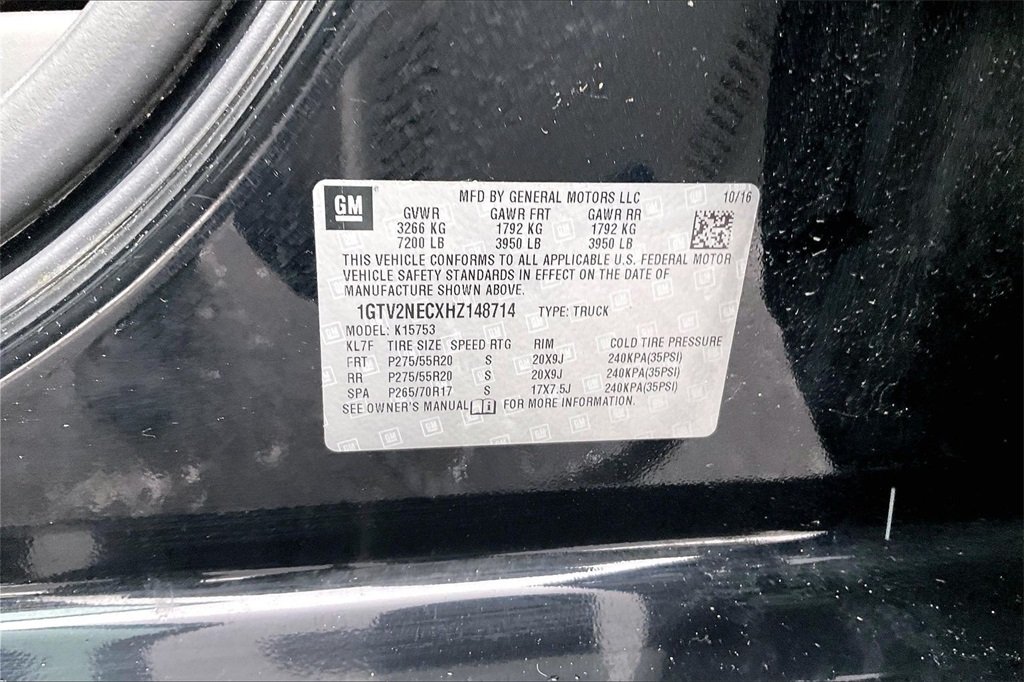 GM MFD BY GENERAL MOTORS LLC 10/16
GVWR GAWR FRT GAWR RR
3266 KG 1792 KG 1792 KG
7200 LB 3950 LB 3950 LB
THIS VEHICLE CONFORMS TO ALL APPLICABLE U.S. FEDERAL MOTOR
VEHICLE SAFETY STANDARDS IN EFFECT ON THE DATE OF
MANUFACTURE SHOWN ABOVE.
1GTV2NECXHZ148714 TYPE: TRUCK
MODEL: K15753
KL7F TIRE SIZE SPEED RTG RIM COLD TIRE PRESSURE
FRT P275/55R20 S 20X9J 240KPA(35PSI)
RR P275/55R20 S 20X9J 240KPA(35PSI)
SPA P265/70R17 S 17X7.5J 240KPA(35PSI)
SEE OWNER'S MANUAL FOR MORE INFORMATION.